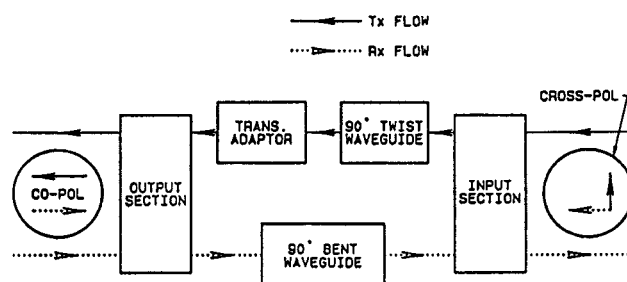 Tx FLOW
Rx FLOW
CROSS-POL
TRANS.
ADAPTOR
90° TWIST
WAVEGUIDE
CO-POL
OUTPUT
SECTION
INPUT
SECTION
90° BENT
WAVEGUIDE